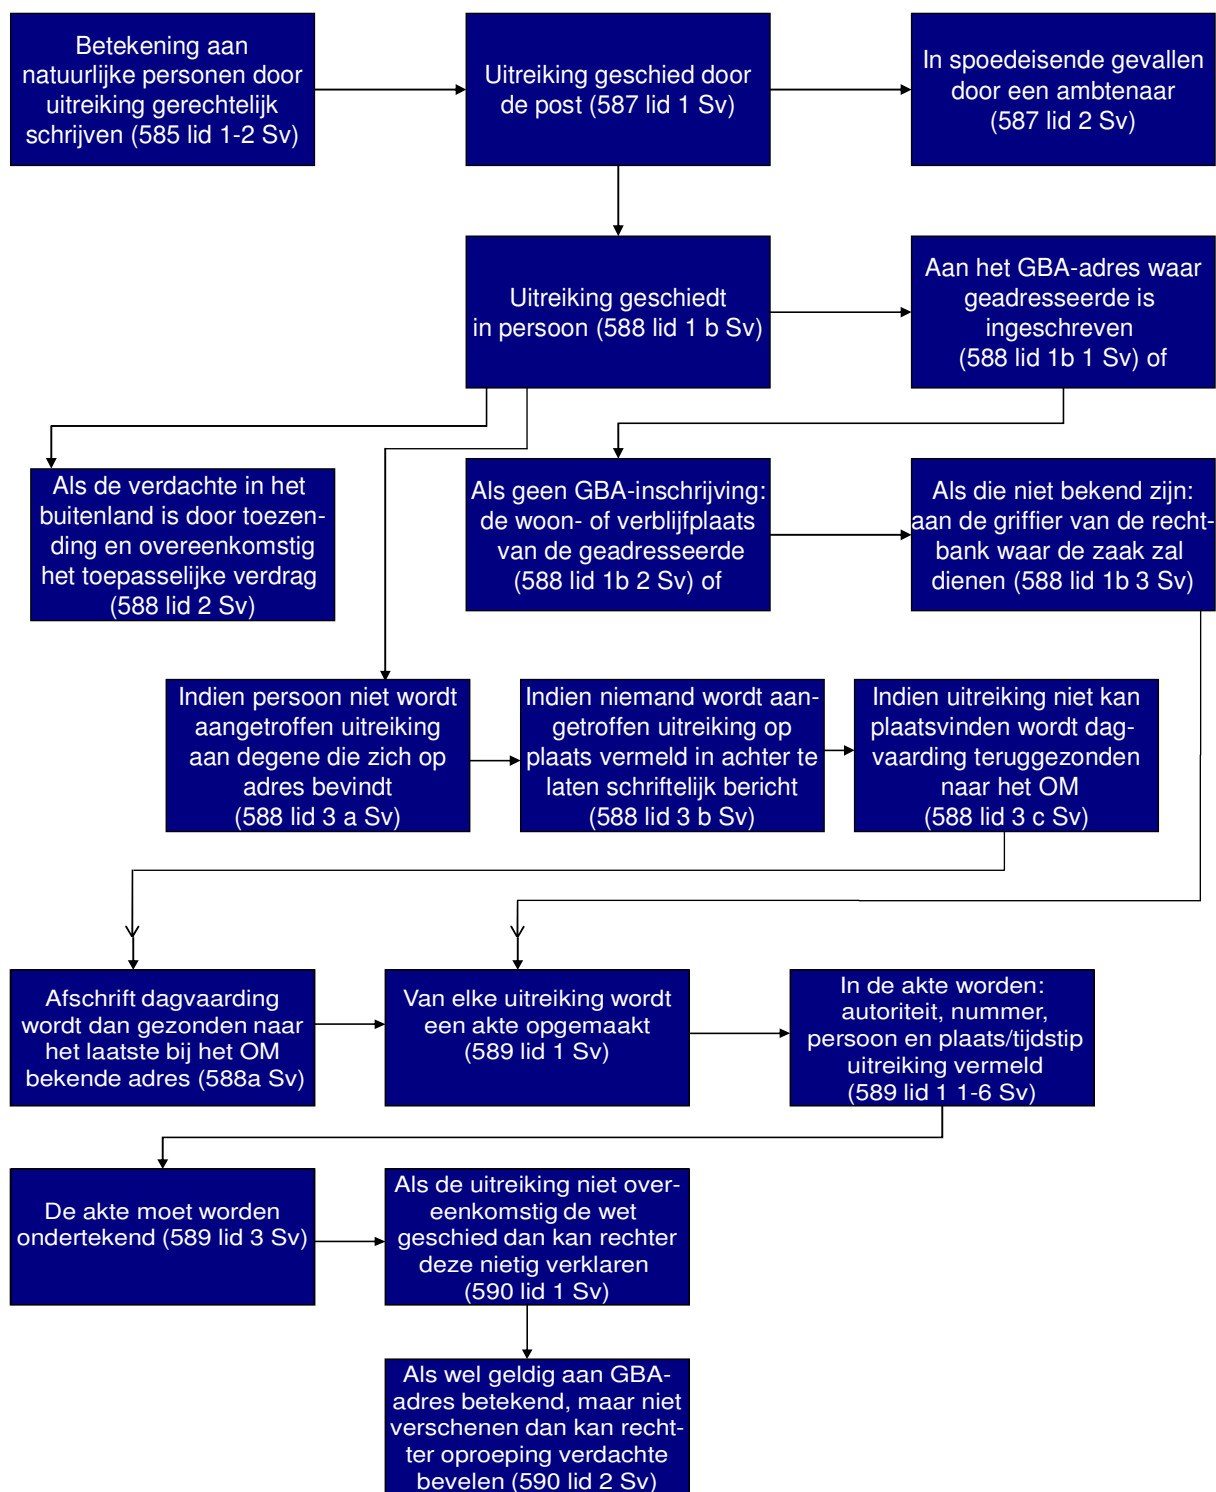 Betekening aan
natuurlijke personen door
uitreiking gerechtelijk
schrijven (585 lid 1-2 Sv)
Uitreiking geschied door
de post (587 lid 1 Sv)
In spoedeisende gevallen
door een ambtenaar
(587 lid 2 Sv)
Uitreiking geschiedt
in persoon (588 lid 1 b Sv)
Aan het GBA-adres waar
geadresseerde is
ingeschreven
(588 lid 1b 1 Sv) of
Als de verdachte in het
buitenland is door toezen-
ding en overeenkomstig
het toepasselijke verdrag
(588 lid 2 Sv)
Als geen GBA-inschrijving:
de woon- of verblijfplaats
van de geadresseerde
(588 lid 1b 2 Sv) of
Als die niet bekend zijn:
aan de griffier van de recht-
bank waar de zaak zal
dienen (588 lid 1b 3 Sv)
Indien persoon niet wordt
aangetroffen uitreiking
aan degene die zich op
adres bevindt
(588 lid 3 a Sv)
Indien niemand wordt aan-
getroffen uitreiking op
plaats vermeld in achter te
laten schriftelijk bericht
(588 lid 3 b Sv)
Indien uitreiking niet kan
plaatsvinden wordt dag-
vaarding teruggezonden
naar het OM
(588 lid 3 c Sv)
Afschrift dagvaarding
wordt dan gezonden naar
het laatste bij het OM
bekende adres (588a Sv)
Van elke uitreiking wordt
een akte opgemaakt
(589 lid 1 Sv)
In de akte worden:
autoriteit, nummer,
persoon en plaats/tijdstip
uitreiking vermeld
(589 lid 1 1-6 Sv)
De akte moet worden
ondertekend (589 lid 3 Sv)
Als de uitreiking niet over-
eenkomstig de wet
geschied dan kan rechter
deze nietig verklaren
(590 lid 1 Sv)
Als wel geldig aan GBA-
adres betekend, maar niet
verschenen dan kan recht-
ter oproeping verdachte
bevelen (590 lid 2 Sv)